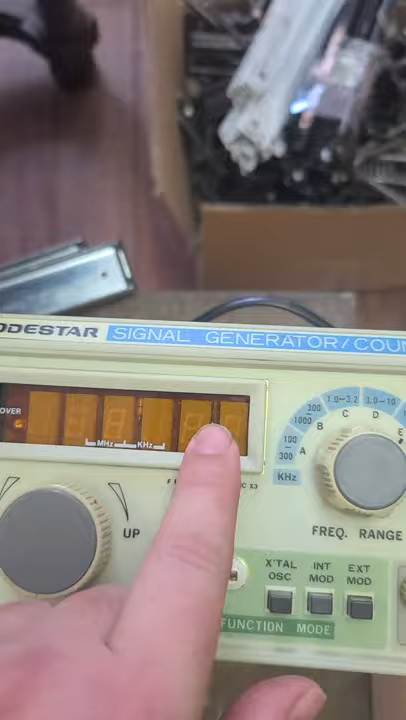 ODESTAR SIGNAL GENERATOR/COUN
OVER
MHz KHz
UP
A
100
300
KHz
B
300
1000
C
1.0-3.2
D
3.0-10
E
FREQ. RANGE
X'TAL OSC
INT MOD
EXT MOD
FUNCTION MODE